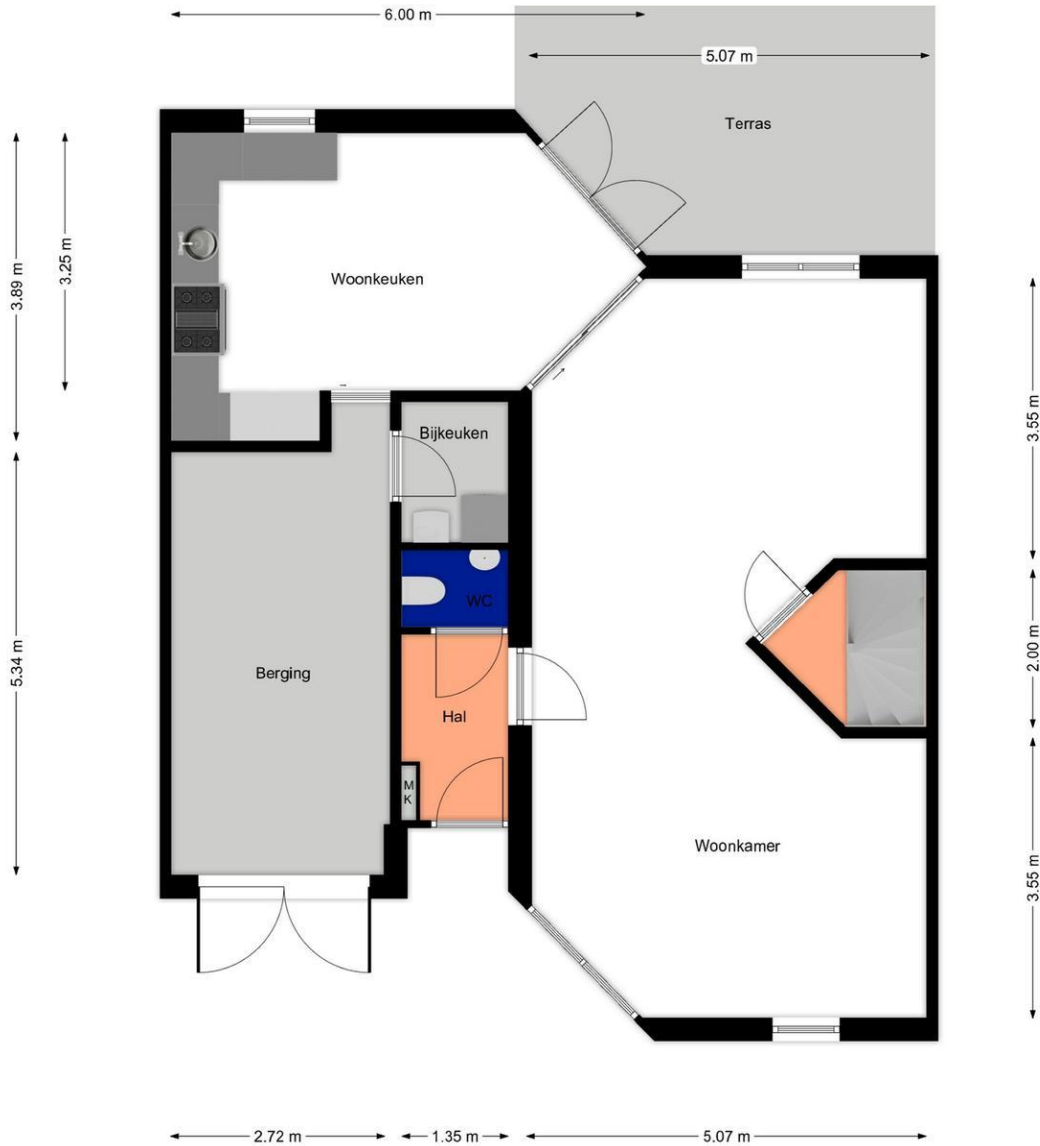 6.00 m
5.07 m
Terras
3.89 m
3.25 m
Woonkeuken
3.55 m
Bijkeuken
WC
Berging
Hal
2.00 m
5.34 m
M
K
Woonkamer
3.55 m
2.72 m
1.35 m
5.07 m